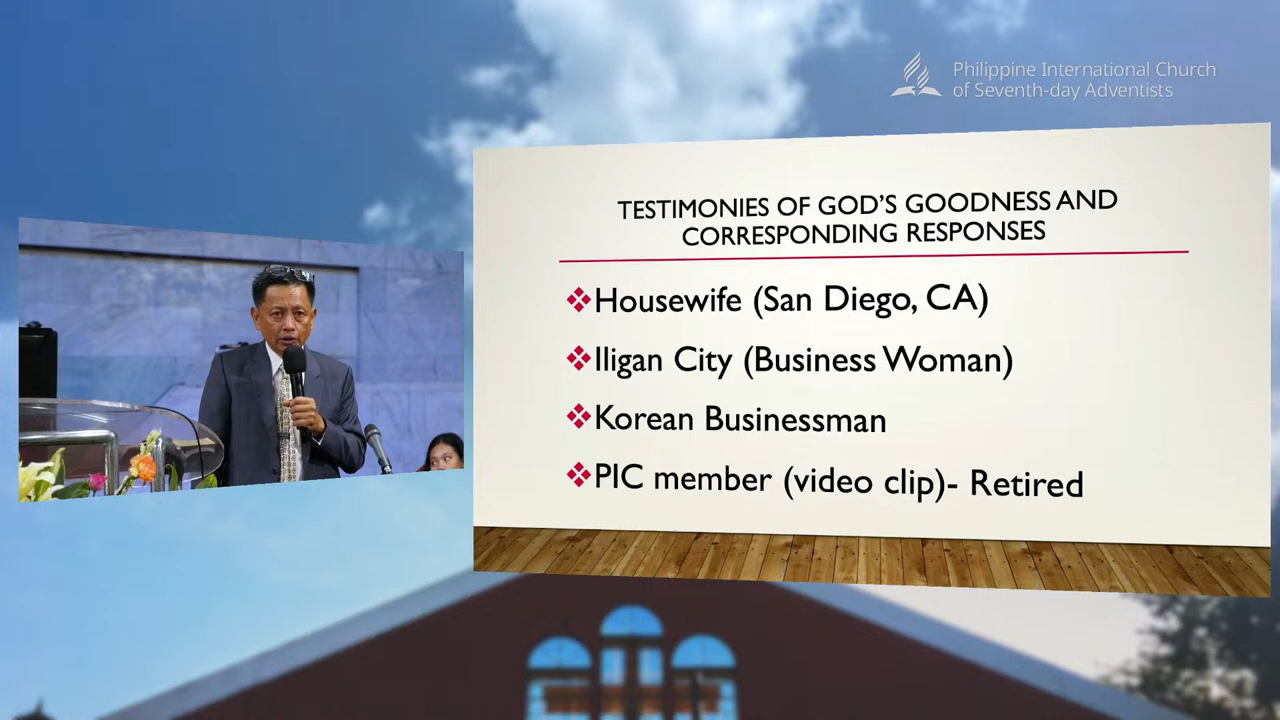 Philippine International Church
of Seventh-day Adventists
TESTIMONIES OF GOD'S GOODNESS AND
CORRESPONDING RESPONSES
Housewife (San Diego, CA)
Iligan City (Business Woman)
Korean Businessman
PIC member (video clip)- Retired